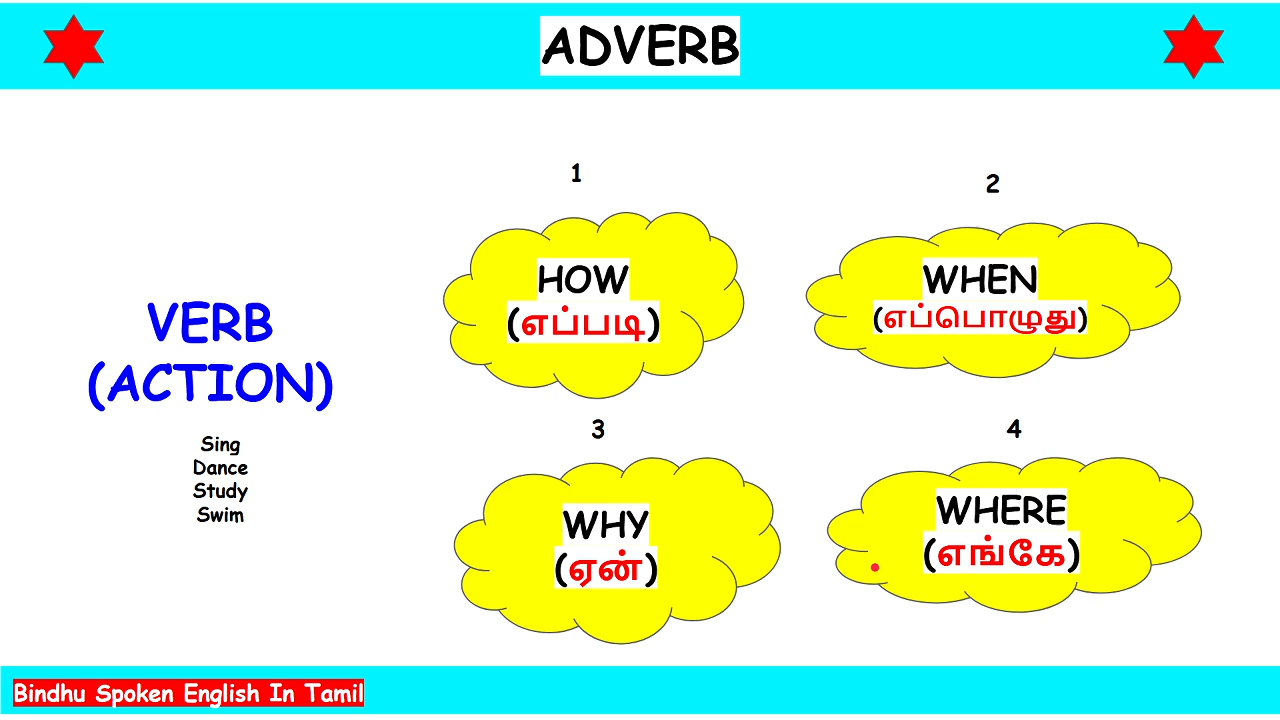 ADVERB
1
HOW
(எப்படி)
2
WHEN
(எப்பொழுது)
VERB
(ACTION)
Sing
Dance
Study
Swim
3
WHY
(ஏன்)
4
WHERE
(எங்கே)
Bindhu Spoken English In Tamil